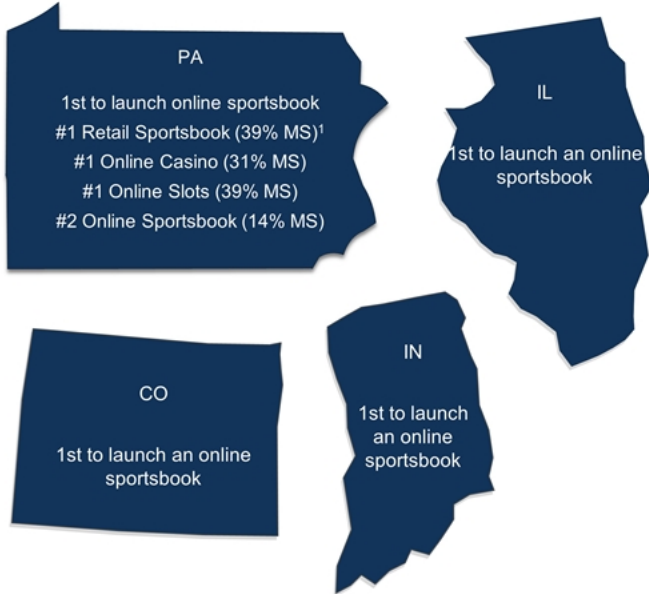 PA
1st to launch online sportsbook
#1 Retail Sportsbook (39% MS)¹
#1 Online Casino (31% MS)
#1 Online Slots (39% MS)
#2 Online Sportsbook (14% MS)
IL
1st to launch an online
sportsbook
CO
1st to launch an online
sportsbook
IN
1st to launch
an online
sportsbook